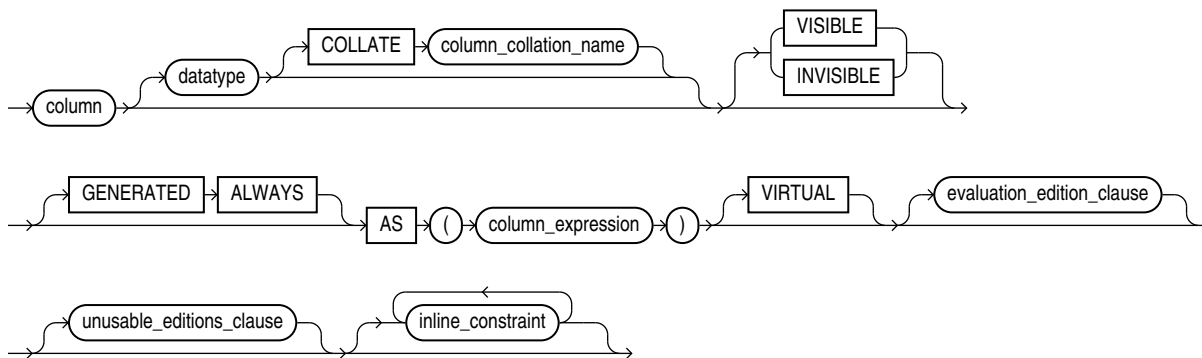 COLLATE column_collation_name VISIBLE
datatype INVISIBLE
column
GENERATED ALWAYS VIRTUAL evaluation_edition_clause
AS ( column_expression )
unusable_editions_clause inline_constraint